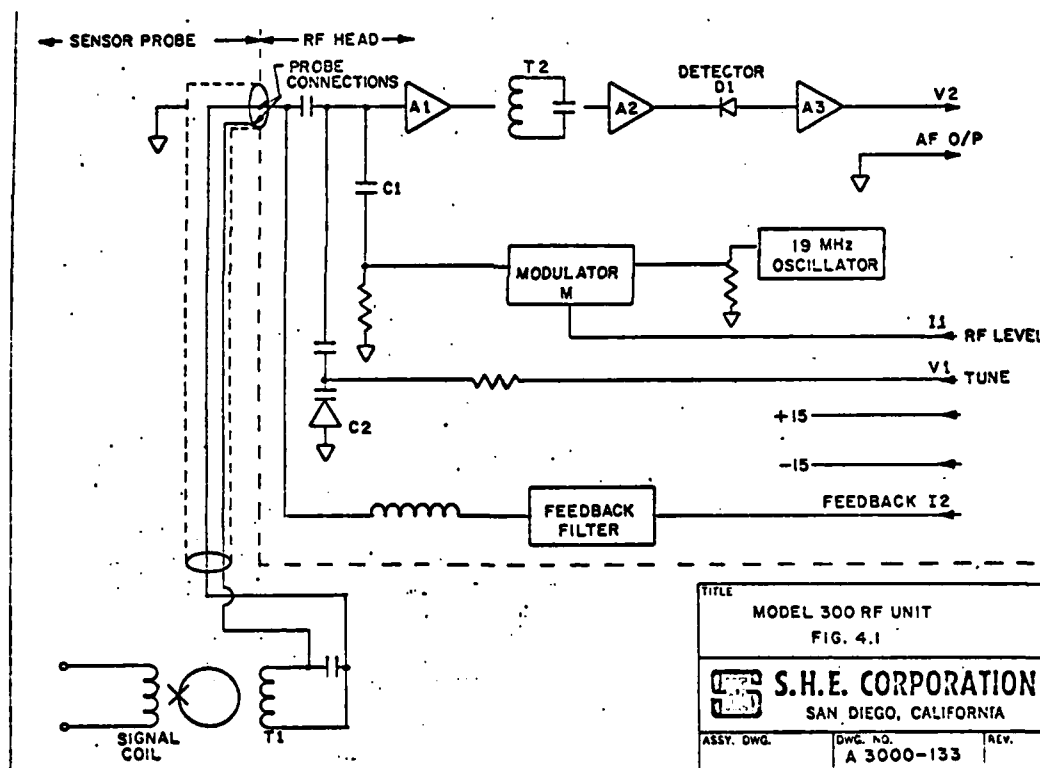 SENSOR PROBE
RF HEAD
PROBE
CONNECTIONS
T2
DETECTOR
D1
A1
A2
A3
V2
AF O/P
C1
19 MHz
OSCILLATOR
MODULATOR
M
I1
RF LEVEL
V1
TUNE
C2
+15
-15
FEEDBACK I2
FEEDBACK
FILTER
SIGNAL
COIL
T1
TITLE
MODEL 300 RF UNIT
FIG. 4.1
S.H.E. CORPORATION
SAN DIEGO, CALIFORNIA
ASSY. DWG.
DWG. NO.
A 3000-133
REV.